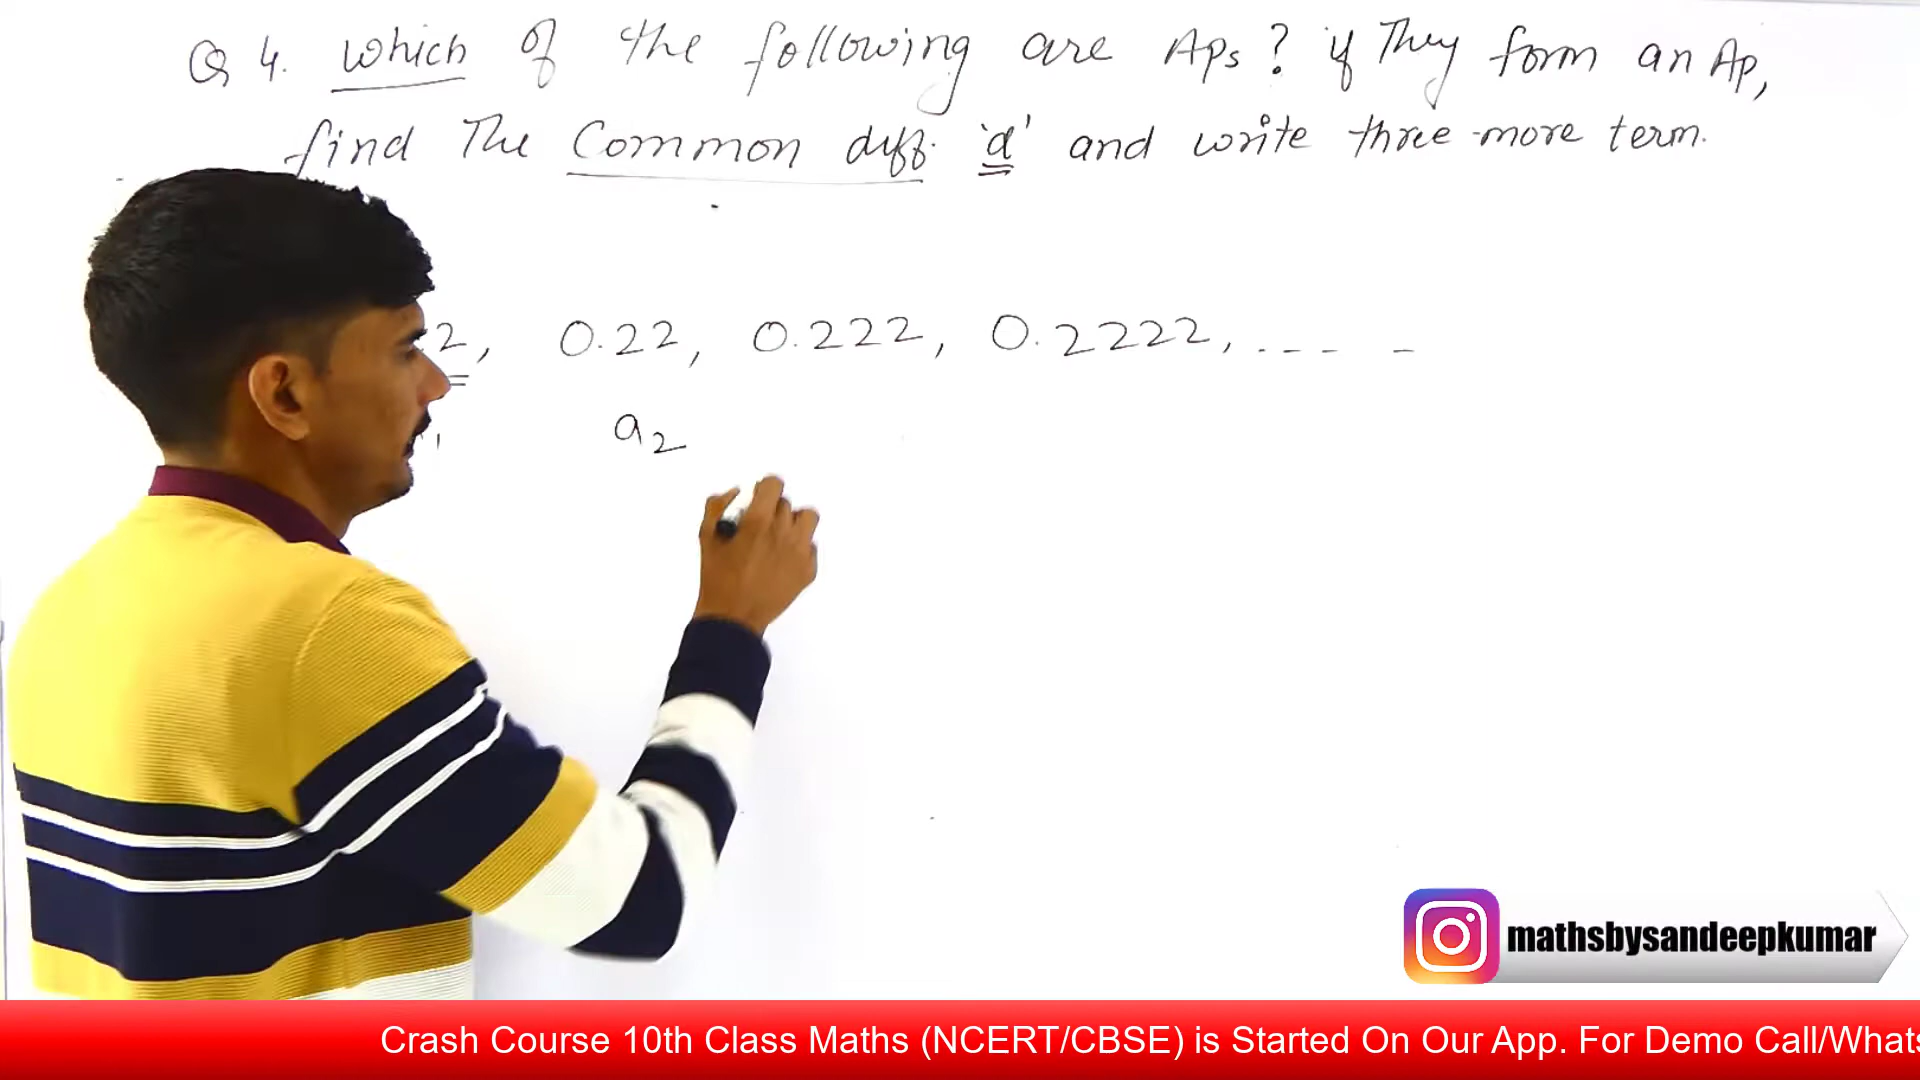 Q 4. Which of the following are APs? if They form an Ap,
find The Common diff. 'd' and write three more term.
2, 0.22, 0.222, 0.2222, .--- -
a2
mathsbysandeepkumar
Crash Course 10th Class Maths (NCERT/CBSE) is Started On Our App. For Demo Call/Whats